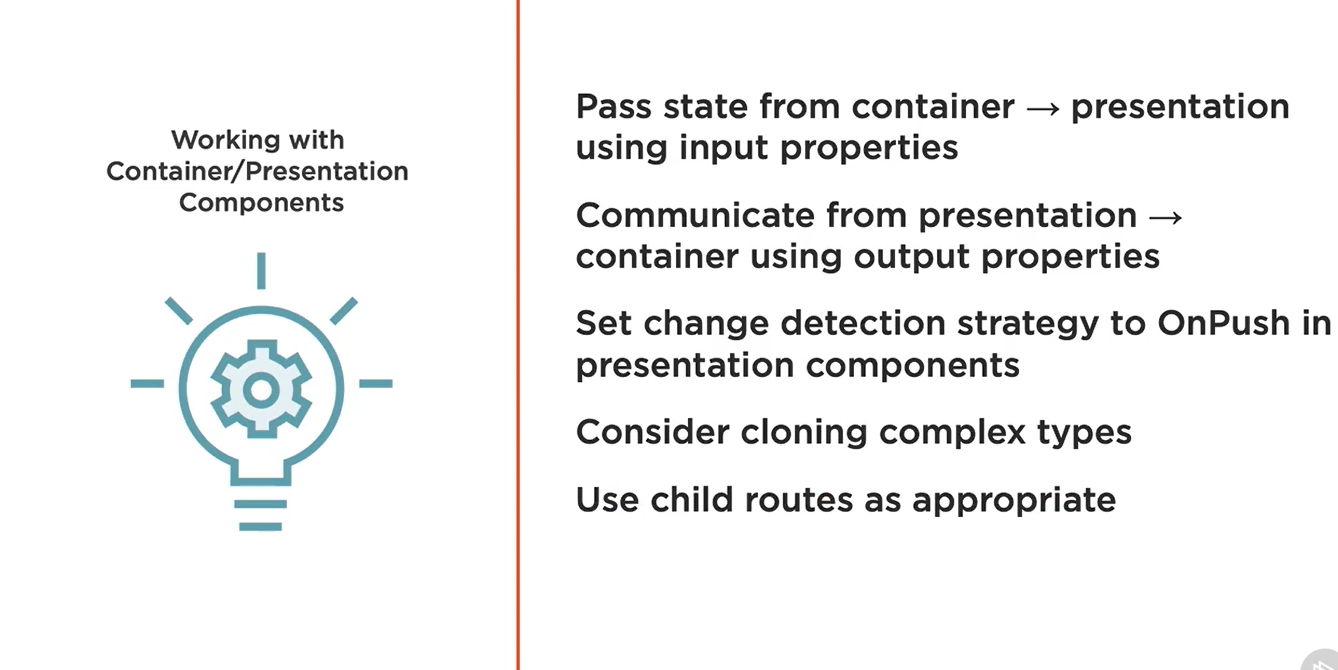 Working with
Container/Presentation
Components
Pass state from container → presentation
using input properties
Communicate from presentation →
container using output properties
Set change detection strategy to OnPush in
presentation components
Consider cloning complex types
Use child routes as appropriate